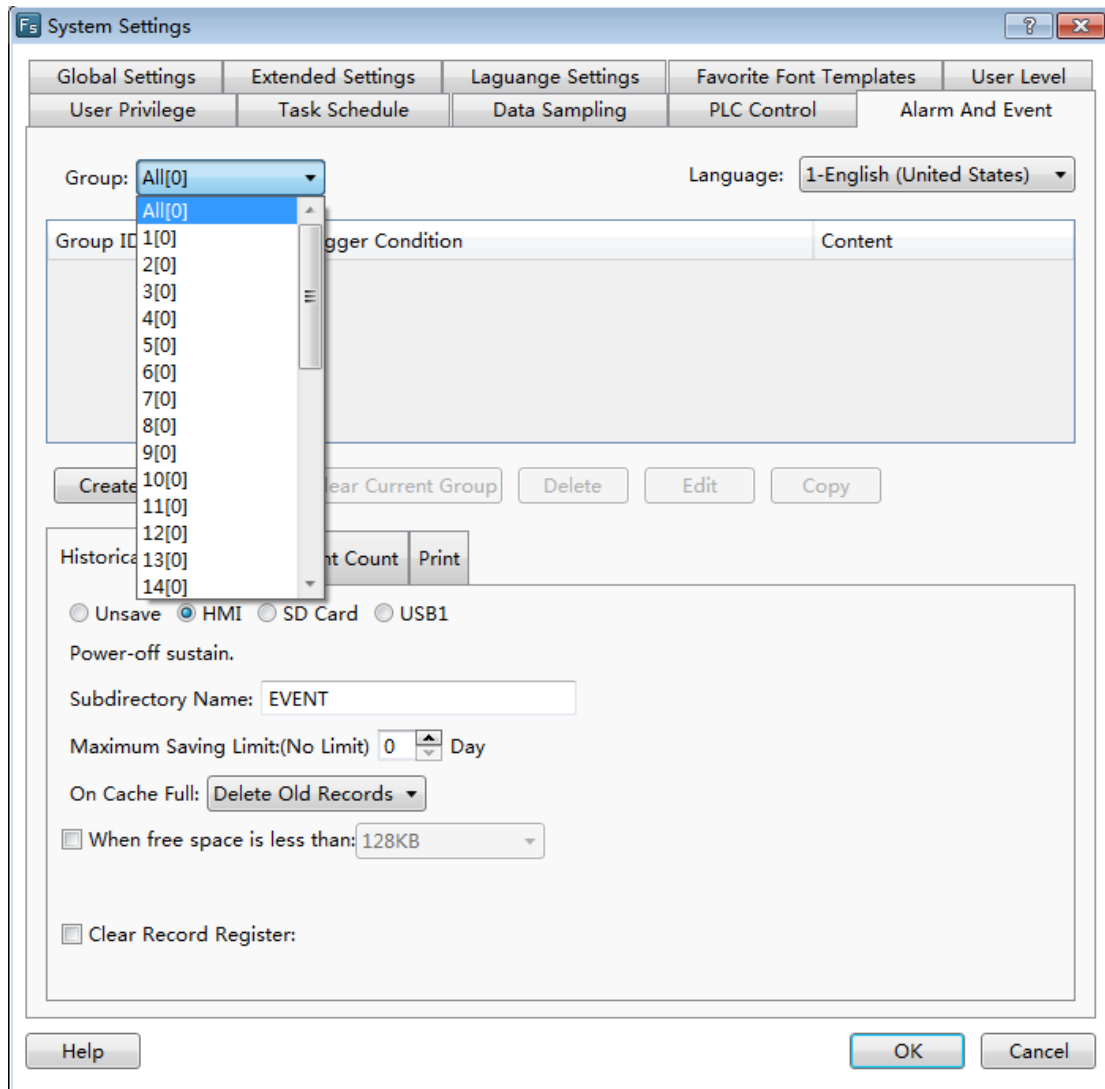 Fs System Settings
Global Settings Extended Settings Laguange Settings Favorite Font Templates User Level
User Privilege Task Schedule Data Sampling PLC Control Alarm And Event
Group: All[0] Language: 1-English (United States)
All[0]
Group ID gger Condition Content
1[0]
2[0]
3[0]
4[0]
5[0]
6[0]
7[0]
8[0]
9[0]
10[0]
11[0]
12[0]
13[0]
14[0]
Create lear Current Group Delete Edit Copy
Historica nt Count Print
Unsave HMI SD Card USB1
Power-off sustain.
Subdirectory Name: EVENT
Maximum Saving Limit:(No Limit) 0 Day
On Cache Full: Delete Old Records
When free space is less than: 128KB
Clear Record Register:
Help OK Cancel